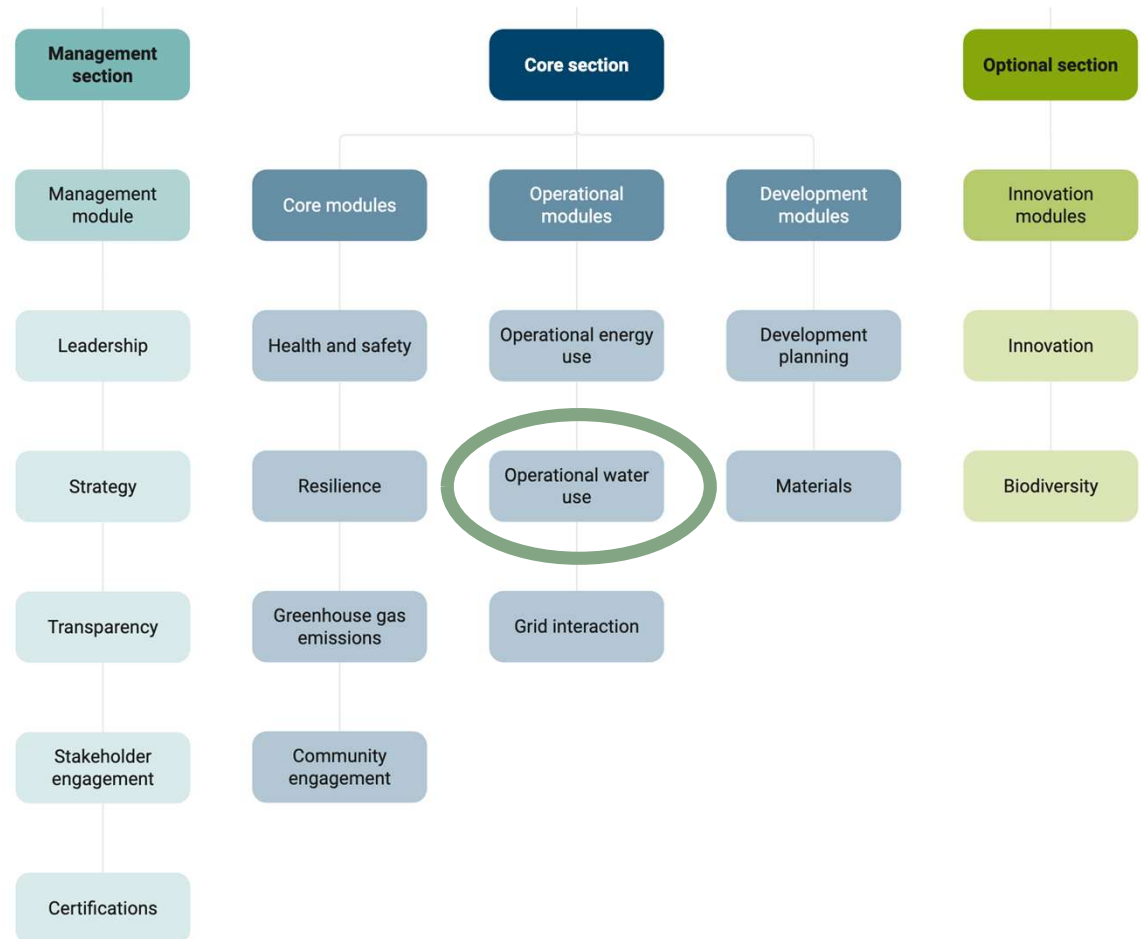 Management
section
Core section
Optional section
Management
module
Core modules
Operational
modules
Development
modules
Innovation
modules
Leadership
Health and safety
Operational energy
use
Development
planning
Innovation
Strategy
Resilience
Operational water
use
Materials
Biodiversity
Transparency
Greenhouse gas
emissions
Grid interaction
Stakeholder
engagement
Community
engagement
Certifications